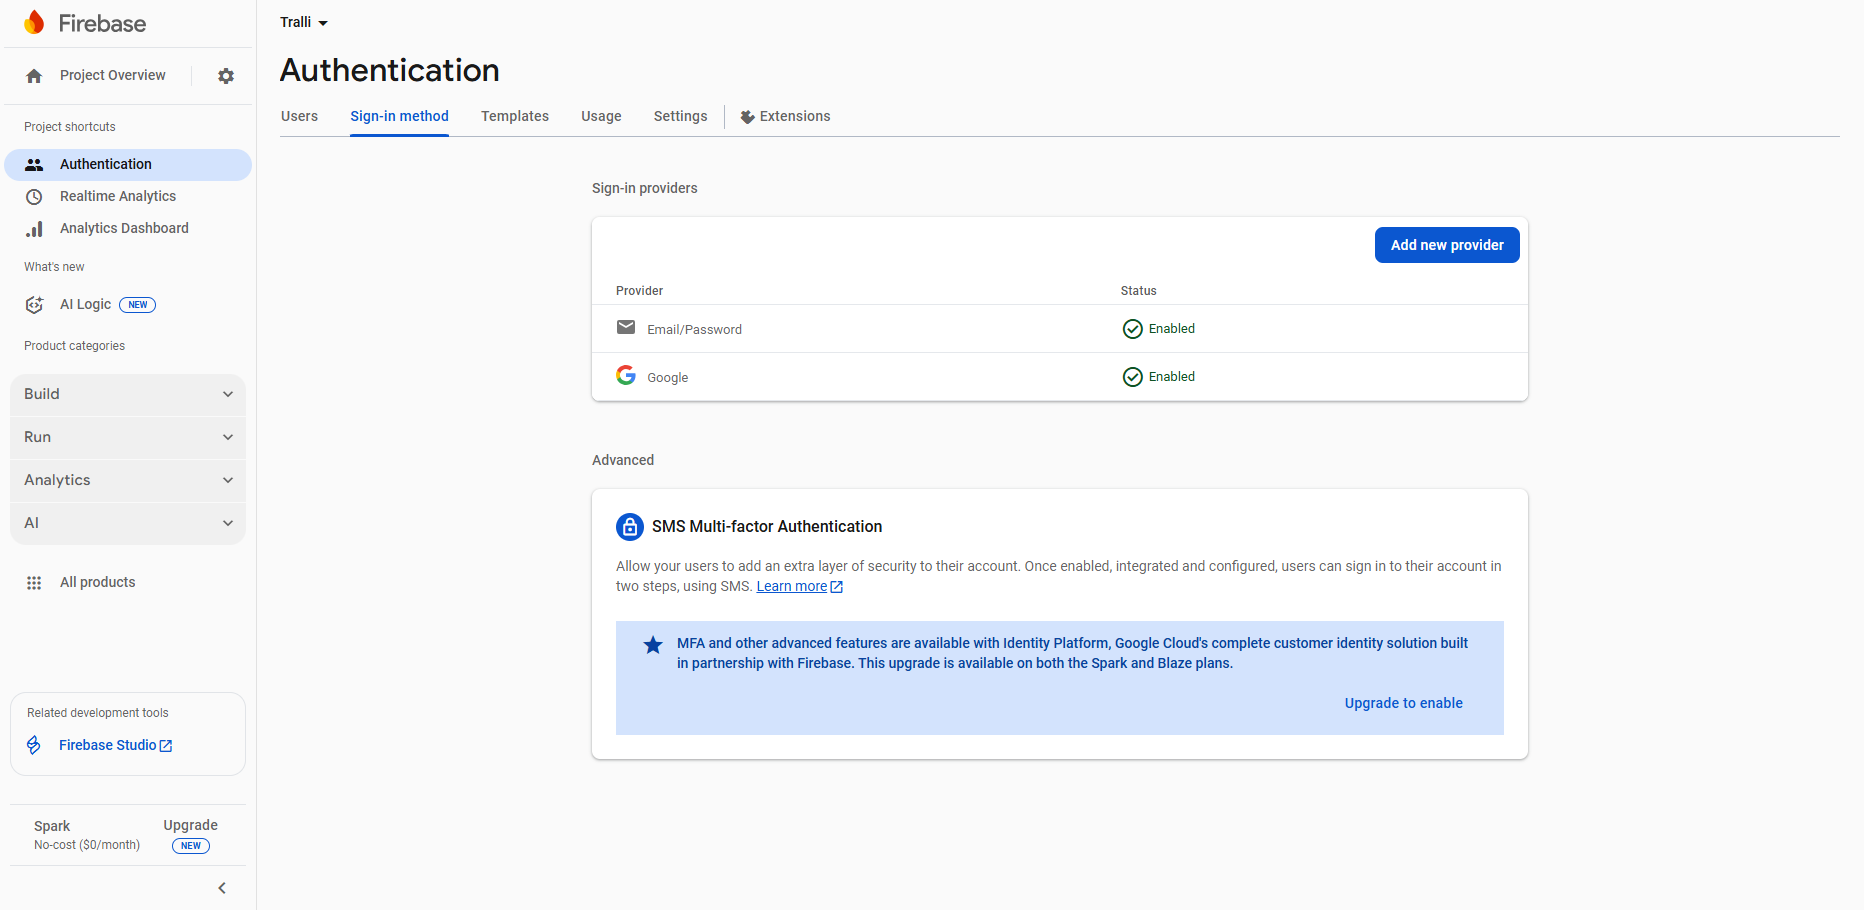 Firebase
Project Overview
Project shortcuts
Authentication
Realtime Analytics
Analytics Dashboard
What's new
AI Logic NEW
Product categories
Build
Run
Analytics
AI
All products
Related development tools
Firebase Studio
Spark
No-cost ($0/month)
Upgrade
NEW
Tralli
Authentication
Users Sign-in method Templates Usage Settings Extensions
Sign-in providers
Add new provider
Provider Status
Email/Password Enabled
Google Enabled
Advanced
SMS Multi-factor Authentication
Allow your users to add an extra layer of security to their account. Once enabled, integrated and configured, users can sign in to their account in
two steps, using SMS. Learn more
MFA and other advanced features are available with Identity Platform, Google Cloud's complete customer identity solution built
in partnership with Firebase. This upgrade is available on both the Spark and Blaze plans.
Upgrade to enable